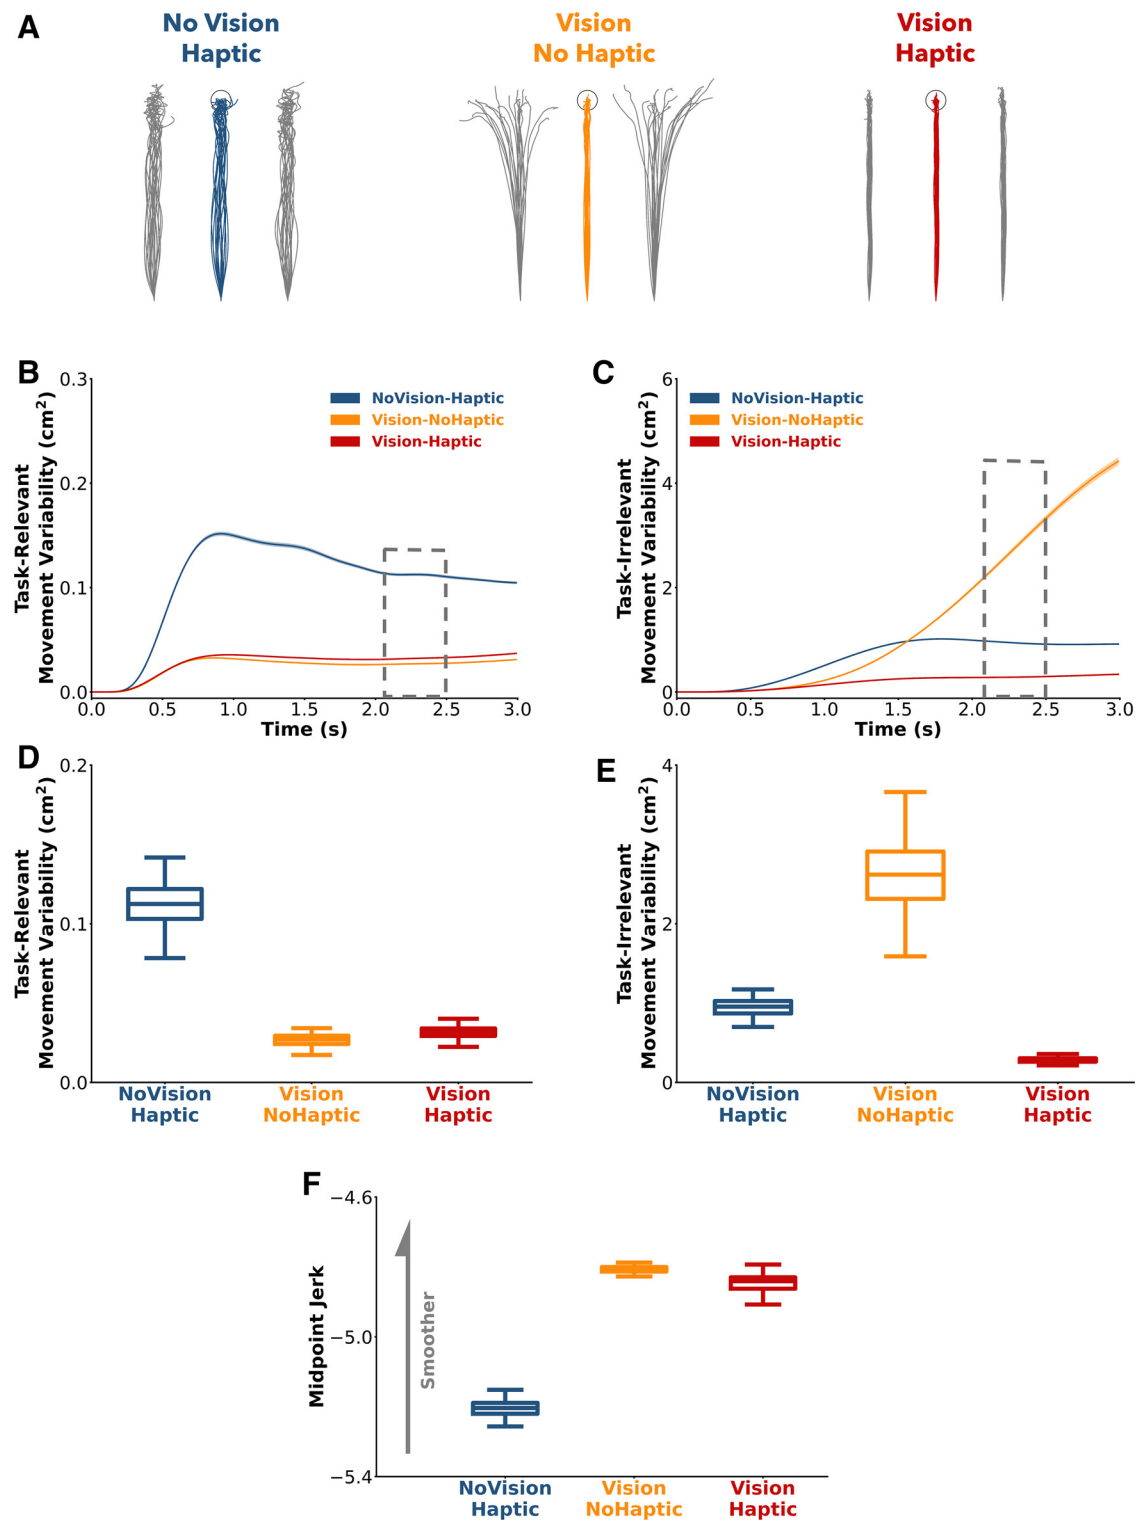 A
No Vision
Haptic
Vision
No Haptic
Vision
Haptic
B
Task-Relevant
Movement Variability (cm²)
0.3
0.2
0.1
0.0
NoVision-Haptic
Vision-NoHaptic
Vision-Haptic
0.0 0.5 1.0 1.5 2.0 2.5 3.0
Time (s)
C
Task-Irrelevant
Movement Variability (cm²)
6
4
2
0
NoVision-Haptic
Vision-NoHaptic
Vision-Haptic
0.0 0.5 1.0 1.5 2.0 2.5 3.0
Time (s)
D
Task-Relevant
Movement Variability (cm²)
0.2
0.1
0.0
NoVision
Haptic
Vision
NoHaptic
Vision
Haptic
E
Task-Irrelevant
Movement Variability (cm²)
4
2
0
NoVision
Haptic
Vision
NoHaptic
Vision
Haptic
F
Midpoint Jerk
−4.6
−5.0
−5.4
Smoother
NoVision
Haptic
Vision
NoHaptic
Vision
Haptic